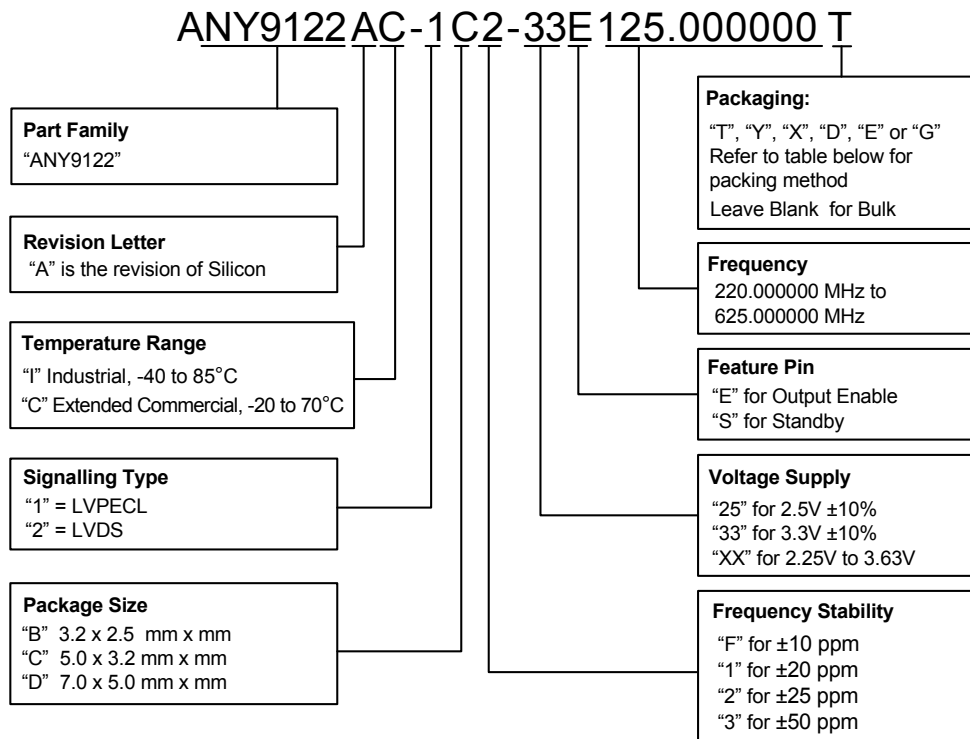 ANY9122AC-1C2-33E125.000000T
Part Family
“ANY9122”
Revision Letter
“A” is the revision of Silicon
Temperature Range
“I” Industrial, -40 to 85°C
“C” Extended Commercial, -20 to 70°C
Signalling Type
“1” = LVPECL
“2” = LVDS
Package Size
“B” 3.2 x 2.5 mm x mm
“C” 5.0 x 3.2 mm x mm
“D” 7.0 x 5.0 mm x mm
Packaging:
“T”, “Y”, “X”, “D”, “E” or “G”
Refer to table below for
packing method
Leave Blank for Bulk
Frequency
220.000000 MHz to
625.000000 MHz
Feature Pin
“E” for Output Enable
“S” for Standby
Voltage Supply
“25” for 2.5V ±10%
“33” for 3.3V ±10%
“XX” for 2.25V to 3.63V
Frequency Stability
“F” for ±10 ppm
“1” for ±20 ppm
“2” for ±25 ppm
“3” for ±50 ppm